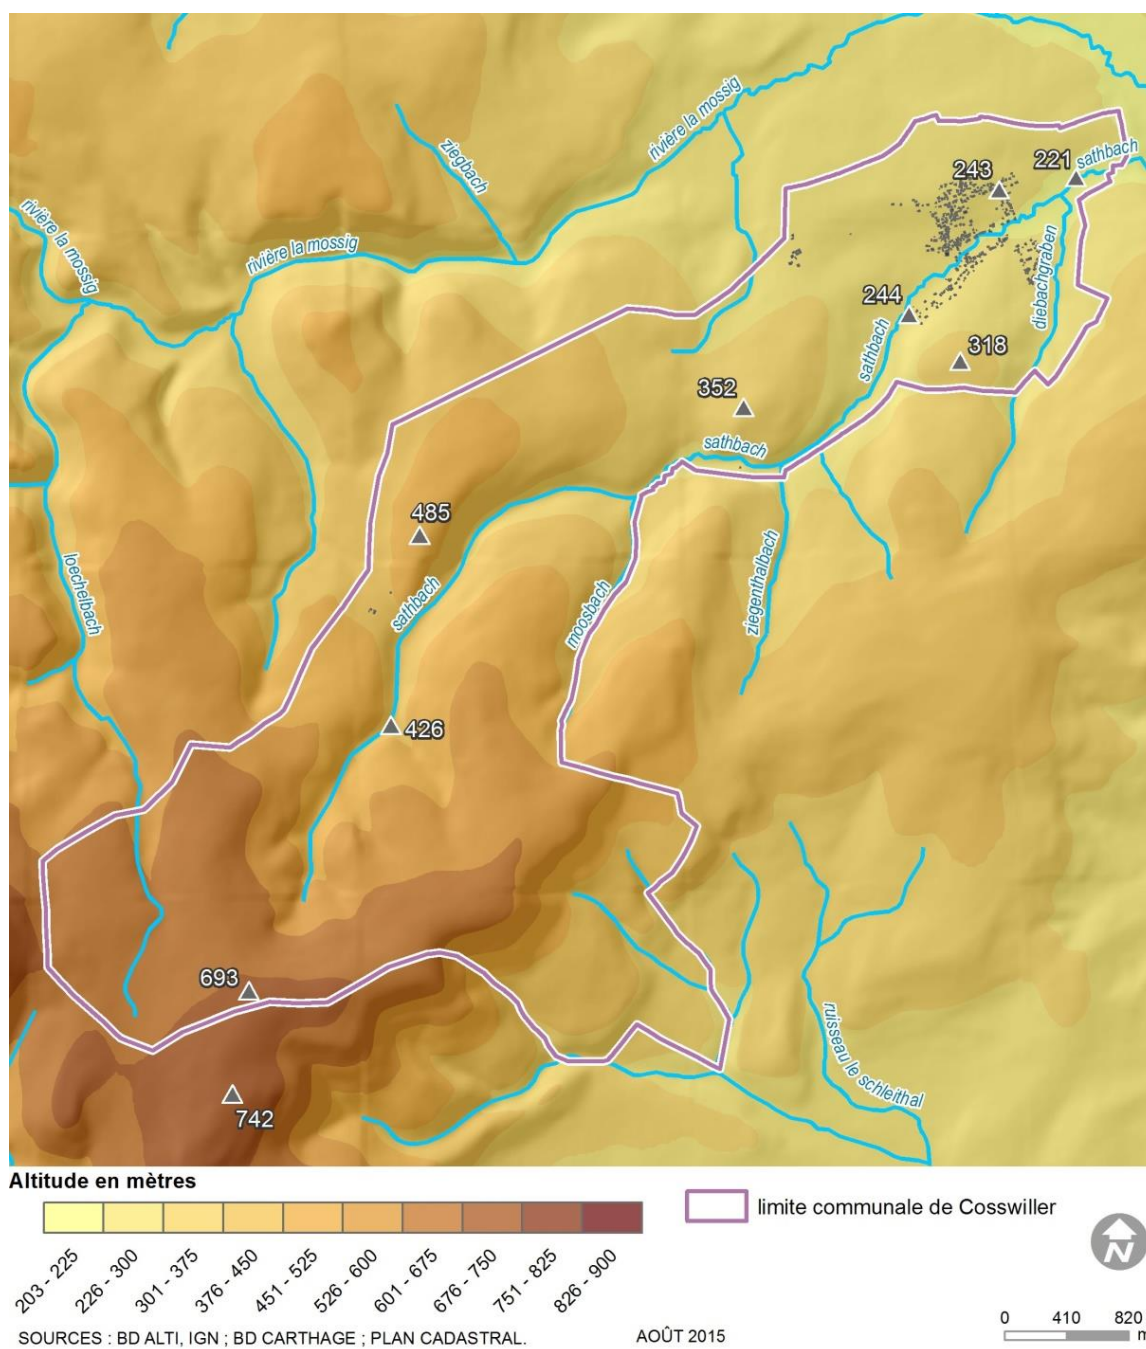 rivière la mossig
ziegbach
sathbach
243
221
rivière la mossig
rivière la mossig
diebachgraben
244
sathbach
318
352
sathbach
485
loechelbach
sathbach
moosbach
ziegenthalbach
426
693
ruisseau le schleithal
742
Altitude en mètres
limite communale de Cosswiller
203 - 225
226 - 300
301 - 375
376 - 450
451 - 525
526 - 600
601 - 675
676 - 750
751 - 825
826 - 900
N
0 410 820
m
SOURCES : BD ALTI, IGN ; BD CARTHAGE ; PLAN CADASTRAL.
AOÛT 2015